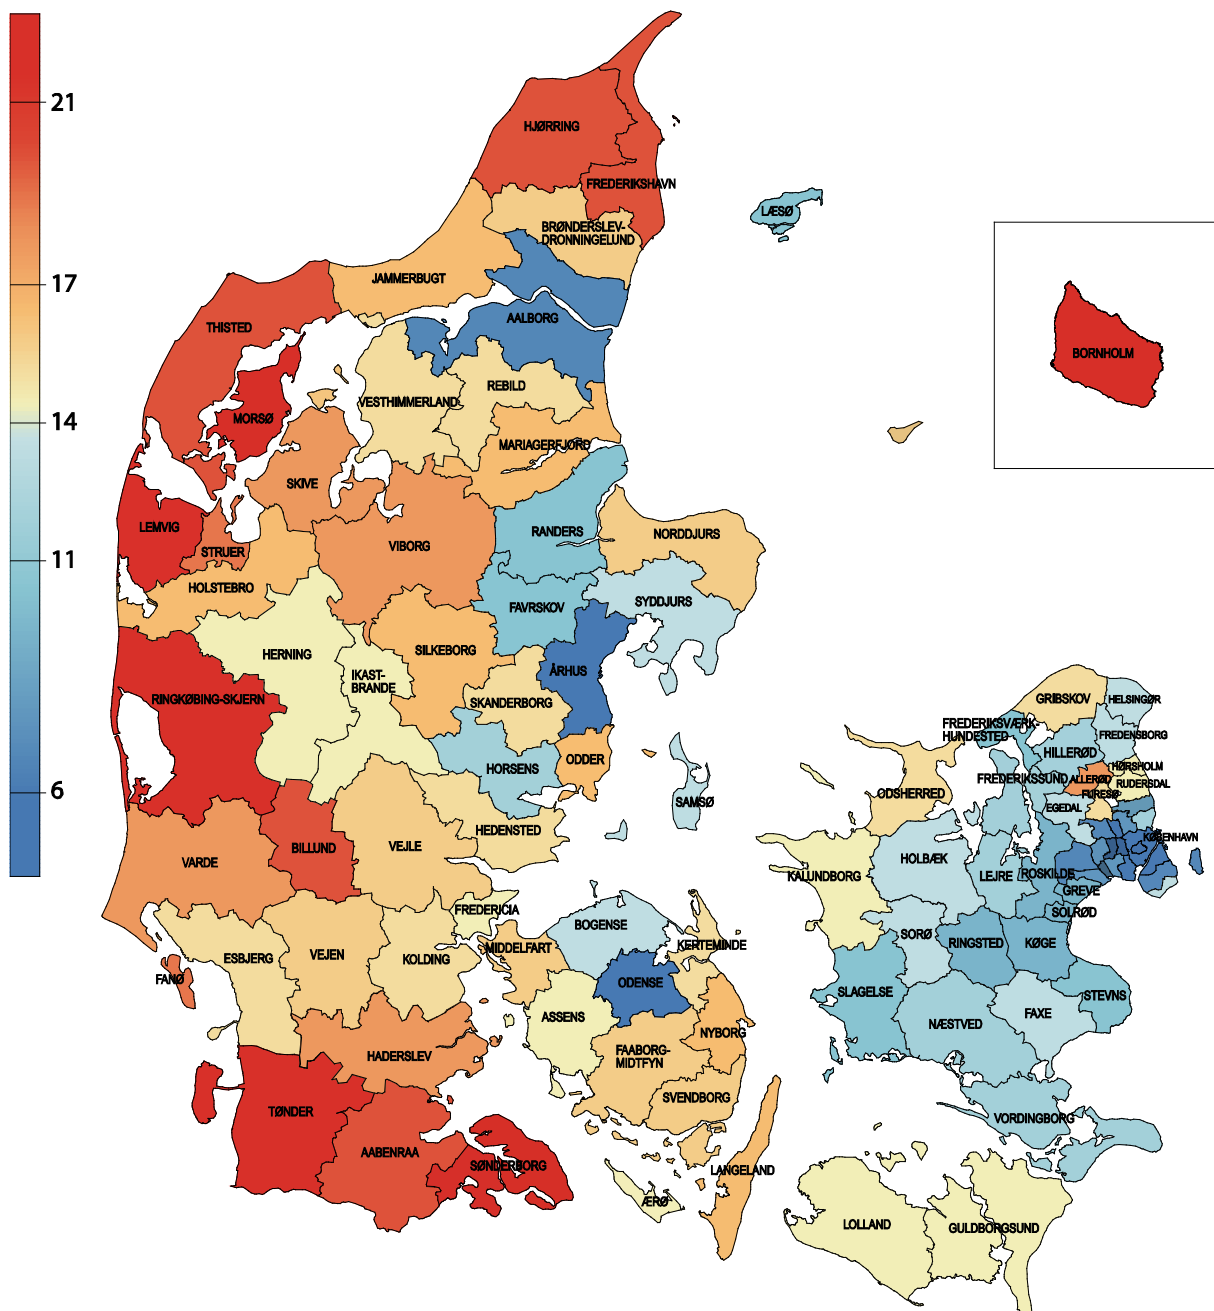 21
17
14
11
6
HJØRRING
FREDERIKSHAVN
LÆSØ
BRØNDERSLEV-
DRONNINGELUND
JAMMERBUGT
AALBORG
THISTED
BORNHOLM
REBILD
VESTHIMMERLAND
MORSØ
MARIAGERFJORD
SKIVE
LEMVIG
RANDERS
NORDDJURS
VIBORG
STRUER
HOLSTEBRO
FAVRSKOV
SYDDJURS
HERNING
SILKEBORG
ÅRHUS
IKAST-
BRANDE
RINGKØBING-SKJERN
SKANDERBORG
GRIBSKOV
HELSINGØR
FREDERIKSVÆRK-
HUNDESTED
FREDENSBORG
HILLERØD
ODDER
HORSENS
HØRSHOLM
FREDERIKSSUND
ALLERØD
RUDERSDAL
ODSHERRED
FURESØ
SAMSØ
EGEDAL
HEDENSTED
KØBENHAVN
VEJLE
BILLUND
VARDE
HOLBÆK
KALUNDBORG
LEJRE
ROSKILDE
GREVE
FREDERICIA
SOLRØD
BOGENSE
SORØ
RINGSTED
KØGE
KERTEMINDE
MIDDELFART
VEJEN
ESBJERG
KOLDING
FANØ
ODENSE
SLAGELSE
STEVNS
ASSENS
FAXE
NÆSTVED
NYBORG
FAABORG-
MIDTFYN
HADERSLEV
SVENDBORG
TØNDER
VORDINGBORG
AABENRAA
SØNDERBORG
LANGELAND
ÆRØ
LOLLAND
GULDBORGSUND